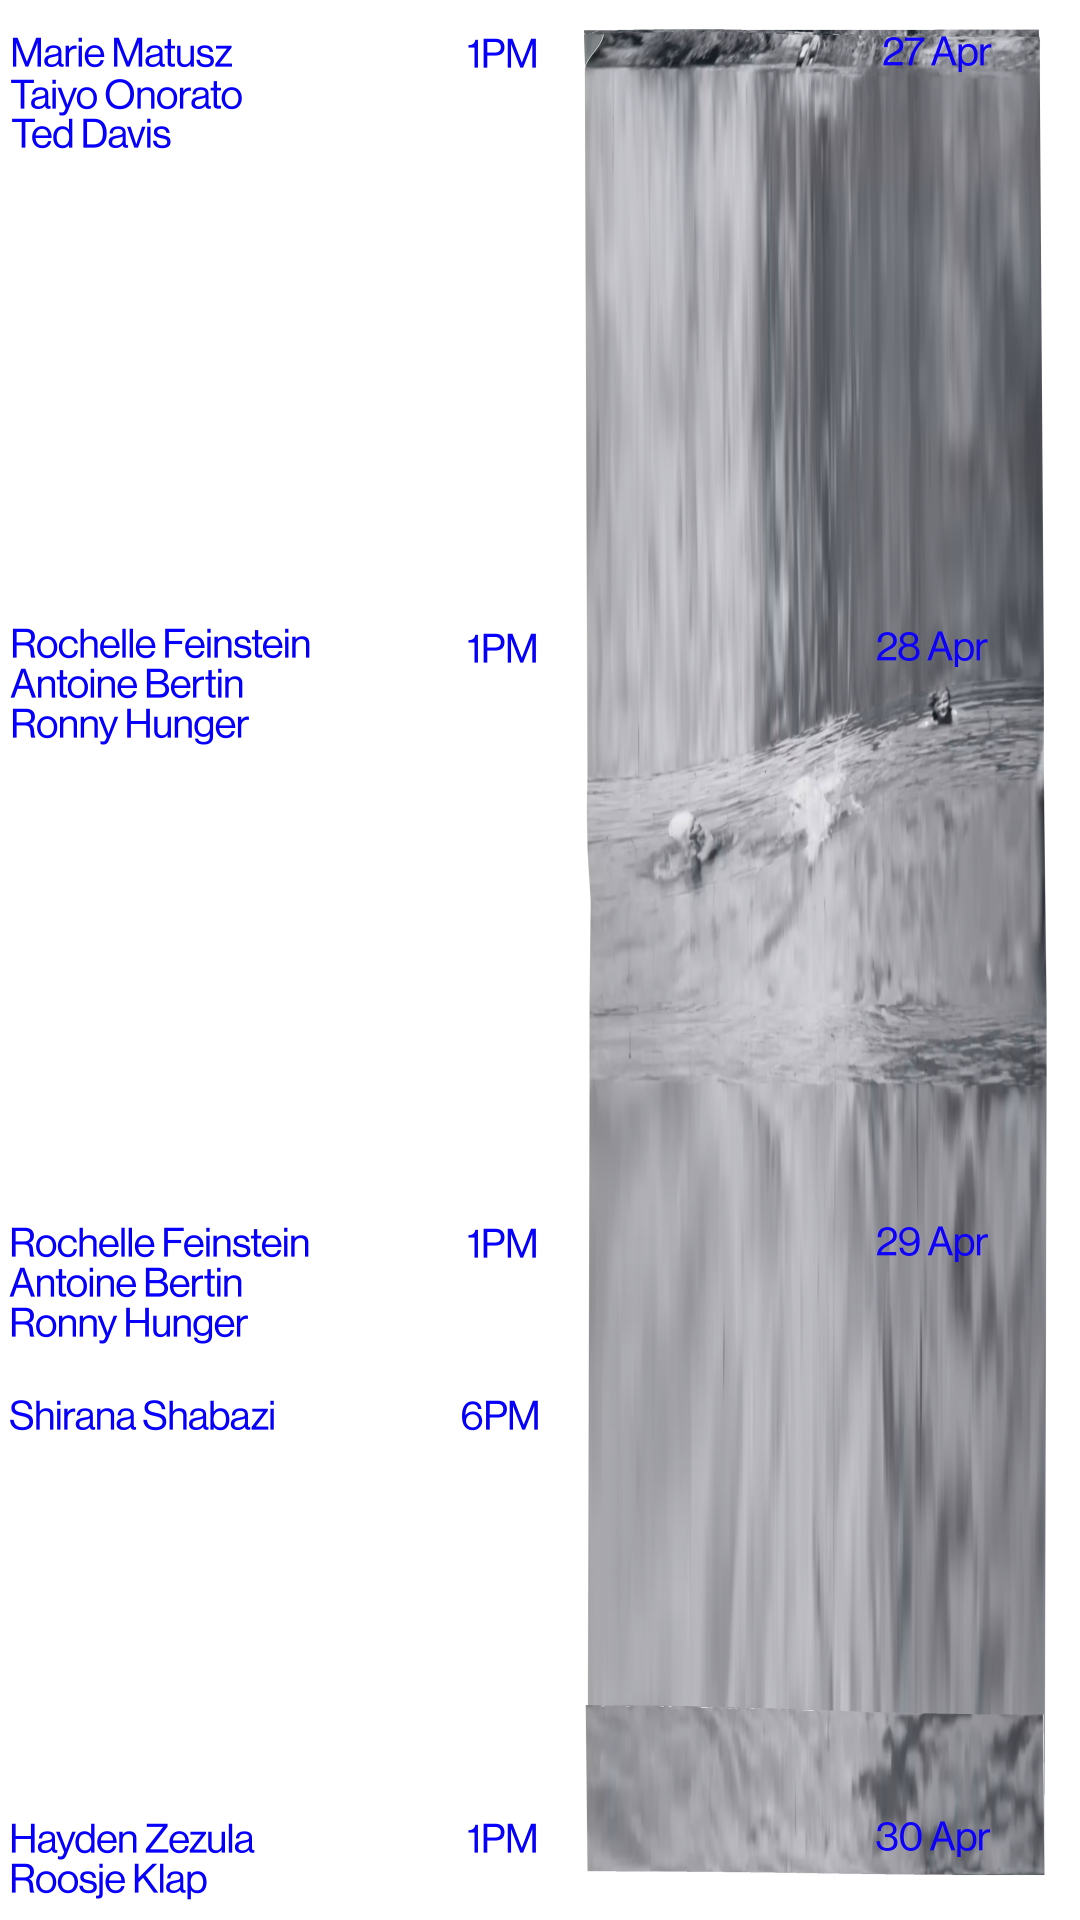 Marie Matusz 1PM 27 Apr
Taiyo Onorato
Ted Davis
Rochelle Feinstein 1PM 28 Apr
Antoine Bertin
Ronny Hunger
Rochelle Feinstein 1PM 29 Apr
Antoine Bertin
Ronny Hunger
Shirana Shabazi 6PM
Hayden Zezula 1PM 30 Apr
Roosje Klap